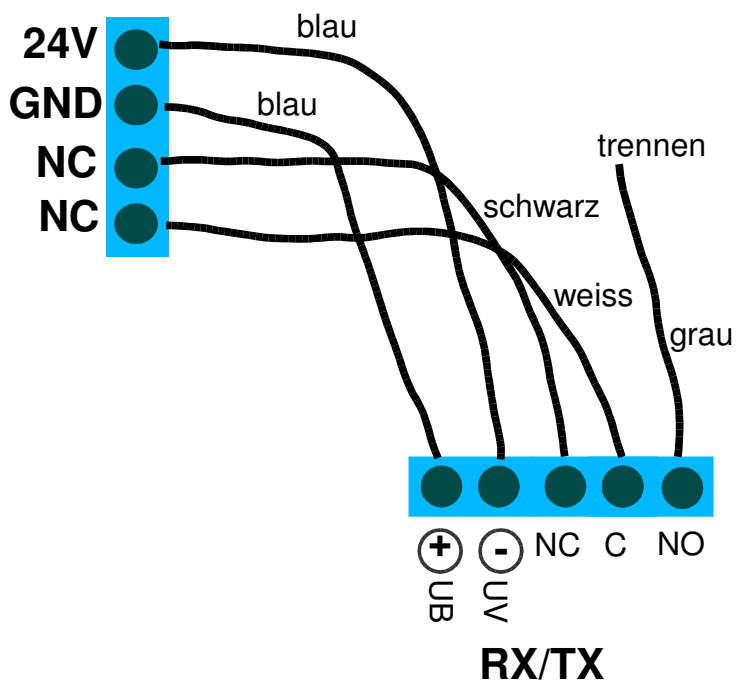 24V
blau
GND
blau
NC
trennen
NC
schwarz
weiss
grau
+ - NC C NO
UB UV
RX/TX